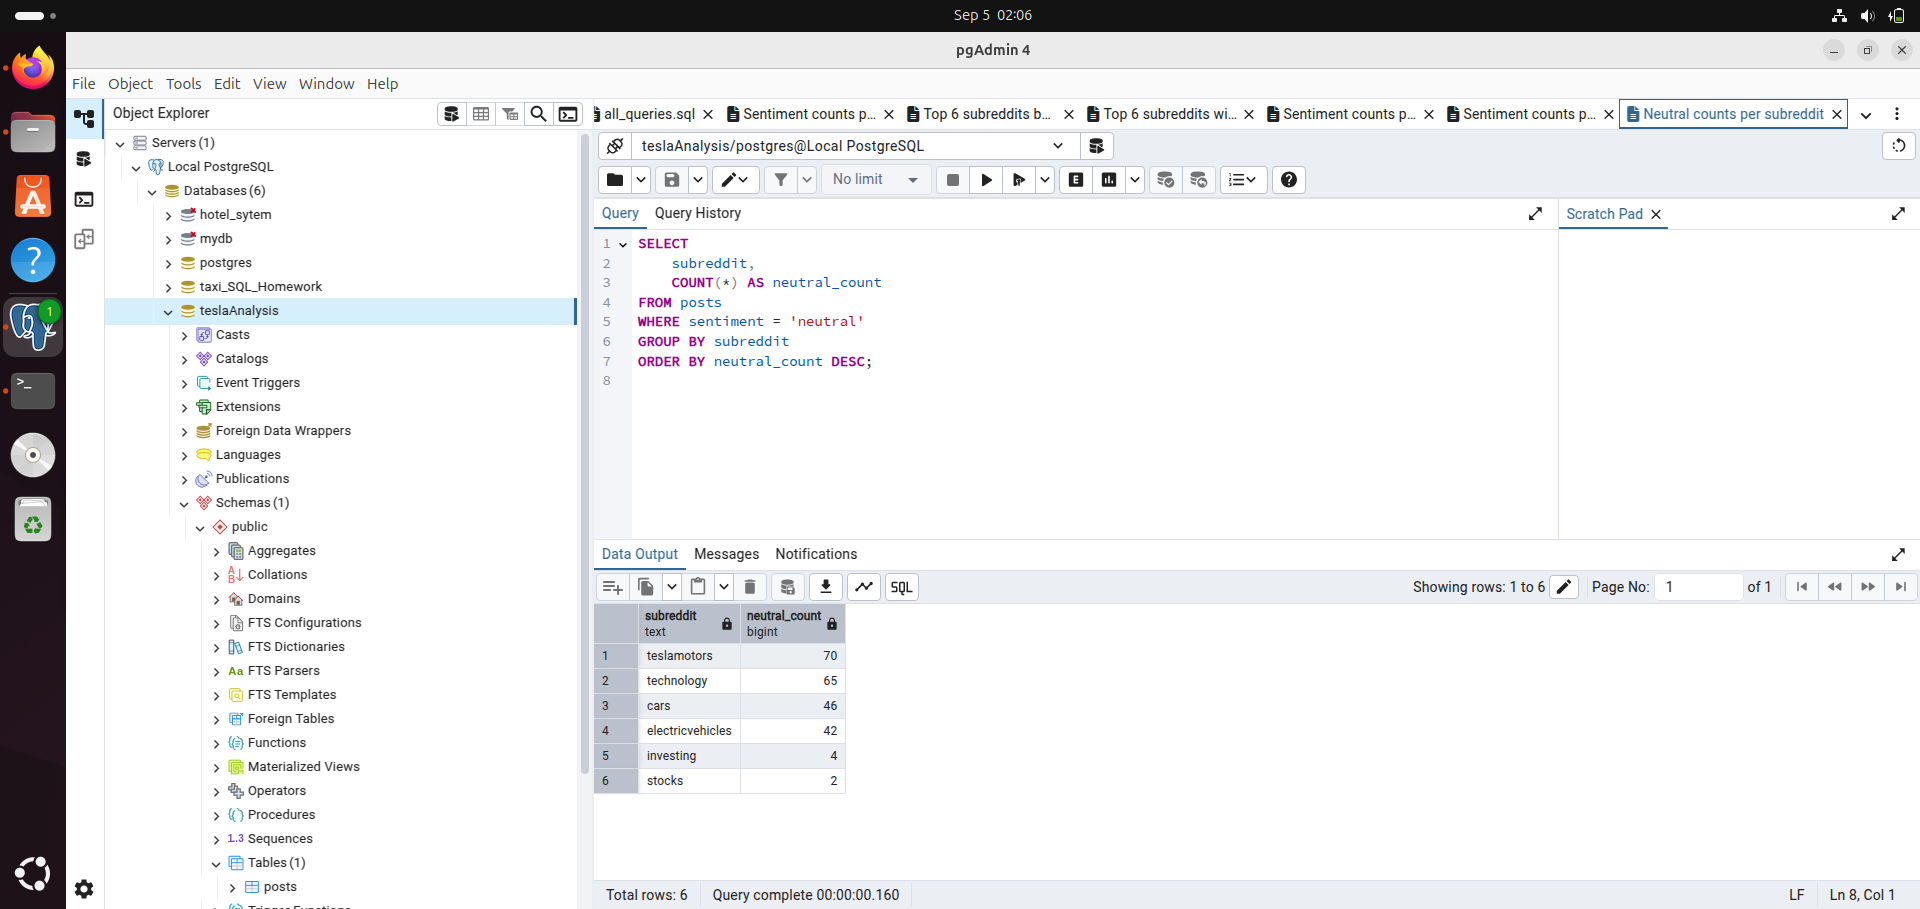 Sep 5 02:06
pgAdmin 4
File Object Tools Edit View Window Help
Object Explorer
all_queries.sql
Sentiment counts p...
Top 6 subreddits b...
Top 6 subreddits wi...
Sentiment counts p...
Sentiment counts p...
Neutral counts per subreddit
teslaAnalysis/postgres@Local PostgreSQL
No limit
E
Query Query History
Scratch Pad
1 SELECT
2 subreddit,
3 COUNT(*) AS neutral_count
4 FROM posts
5 WHERE sentiment = 'neutral'
6 GROUP BY subreddit
7 ORDER BY neutral_count DESC;
8
Servers (1)
Local PostgreSQL
Databases (6)
hotel_sytem
mydb
postgres
taxi_SQL_Homework
teslaAnalysis
Casts
Catalogs
Event Triggers
Extensions
Foreign Data Wrappers
Languages
Publications
Schemas (1)
public
Aggregates
Collations
Domains
FTS Configurations
FTS Dictionaries
Aa FTS Parsers
FTS Templates
Foreign Tables
Functions
Materialized Views
Operators
Procedures
1..3 Sequences
Tables (1)
posts
Trigger Functions
1
Data Output Messages Notifications
SQL
Showing rows: 1 to 6
Page No: 1 of 1
subreddit text
neutral_count bigint
1 teslamotors 70
2 technology 65
3 cars 46
4 electricvehicles 42
5 investing 4
6 stocks 2
Total rows: 6
Query complete 00:00:00.160
LF
Ln 8, Col 1